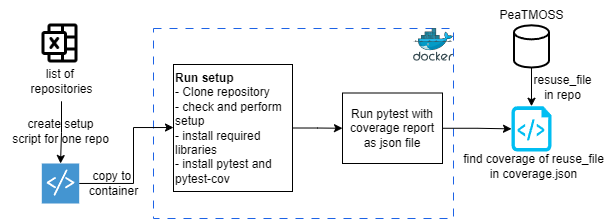 list of
repositories
create setup
script for one repo
copy to
container
docker
Run setup
- Clone repository
- check and perform
setup
- install required
libraries
- install pytest and
pytest-cov
Run pytest with
coverage report
as json file
PeaTMOSS
resuse_file
in repo
find coverage of reuse_file
in coverage.json